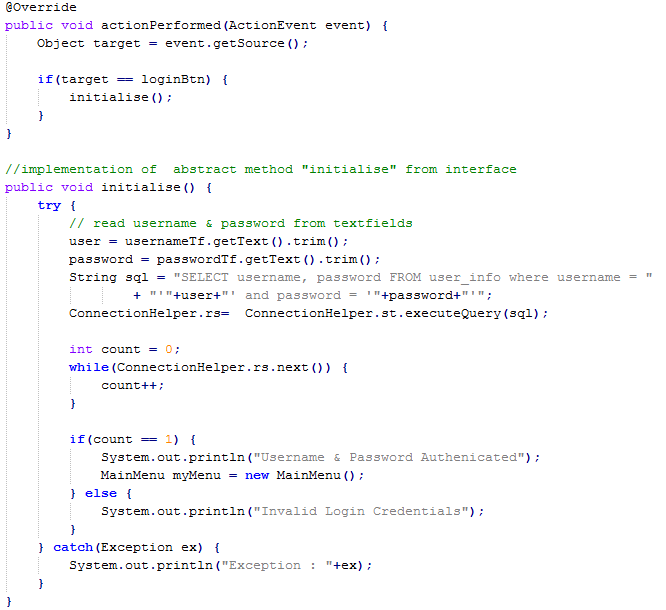 @Override
public void actionPerformed(ActionEvent event) {
    Object target = event.getSource();

    if(target == loginBtn) {
        initialise();
    }
}

//implementation of  abstract method "initialise" from interface
public void initialise() {
    try {
        // read username & password from textfields
        user = usernameTf.getText().trim();
        password = passwordTf.getText().trim();
        String sql = "SELECT username, password FROM user_info where username = "
                + "'"+user+"' and password = '"+password+"'";
        ConnectionHelper.rs=  ConnectionHelper.st.executeQuery(sql);

        int count = 0;
        while(ConnectionHelper.rs.next()) {
            count++;
        }

        if(count == 1) {
            System.out.println("Username & Password Authenicated");
            MainMenu myMenu = new MainMenu();
        } else {
            System.out.println("Invalid Login Credentials");
        }
    } catch(Exception ex) {
        System.out.println("Exception : "+ex);
    }
}